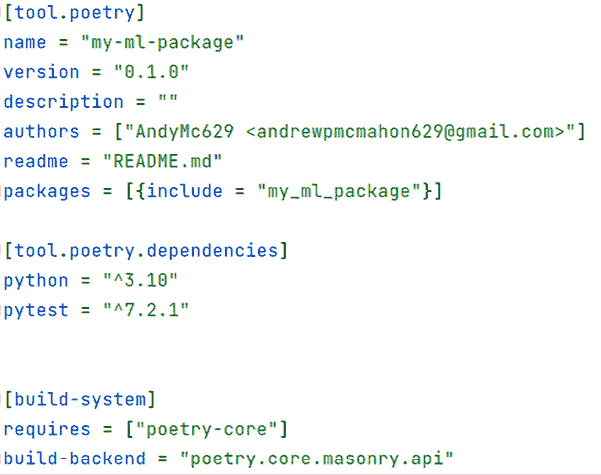 [tool.poetry]
name = "my-ml-package"
version = "0.1.0"
description = ""
authors = ["AndyMc629 <andrewpmcmahon629@gmail.com>"]
readme = "README.md"
packages = [{include = "my_ml_package"}]
[tool.poetry.dependencies]
python = "^3.10"
pytest = "^7.2.1"
[build-system]
requires = ["poetry-core"]
build-backend = "poetry.core.masonry.api"